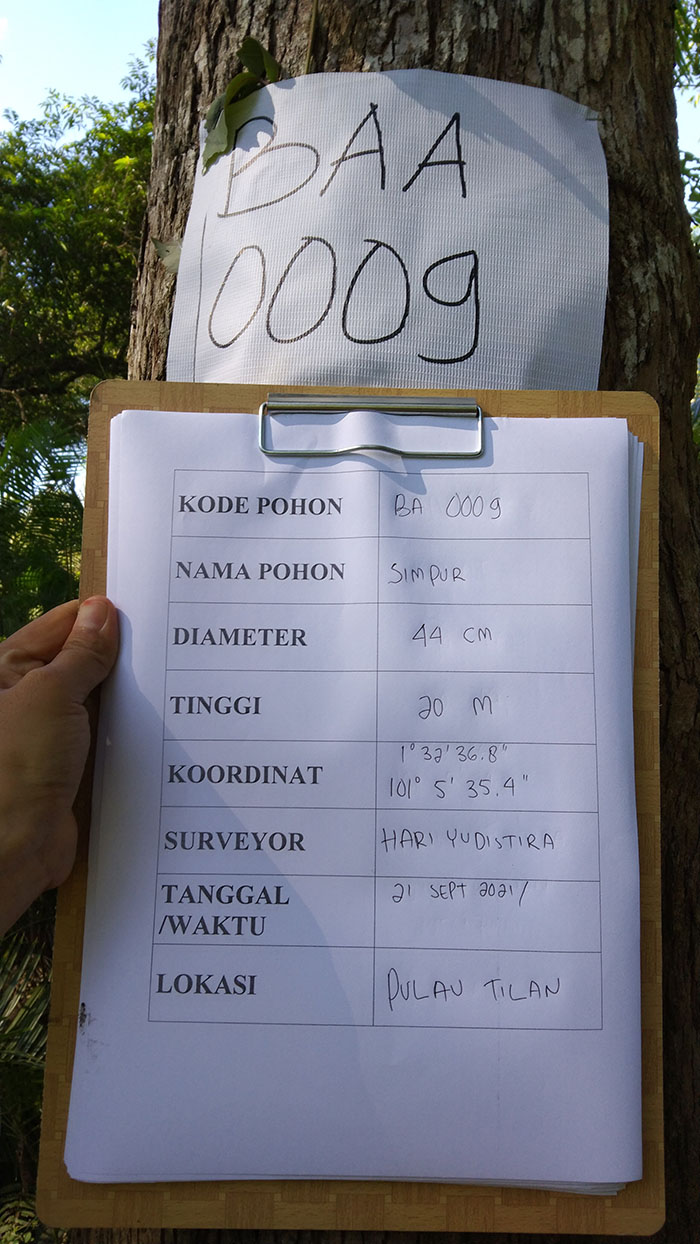 BAA
0009
KODE POHON BA 0009
NAMA POHON SIMPUR
DIAMETER 44 CM
TINGGI 20 M
KOORDINAT 1° 32' 36.8"
101° 5' 35.4"
SURVEYOR HARI YUDISTIRA
TANGGAL 21 SEPT 2021/
/WAKTU
LOKASI PULAU TILAN